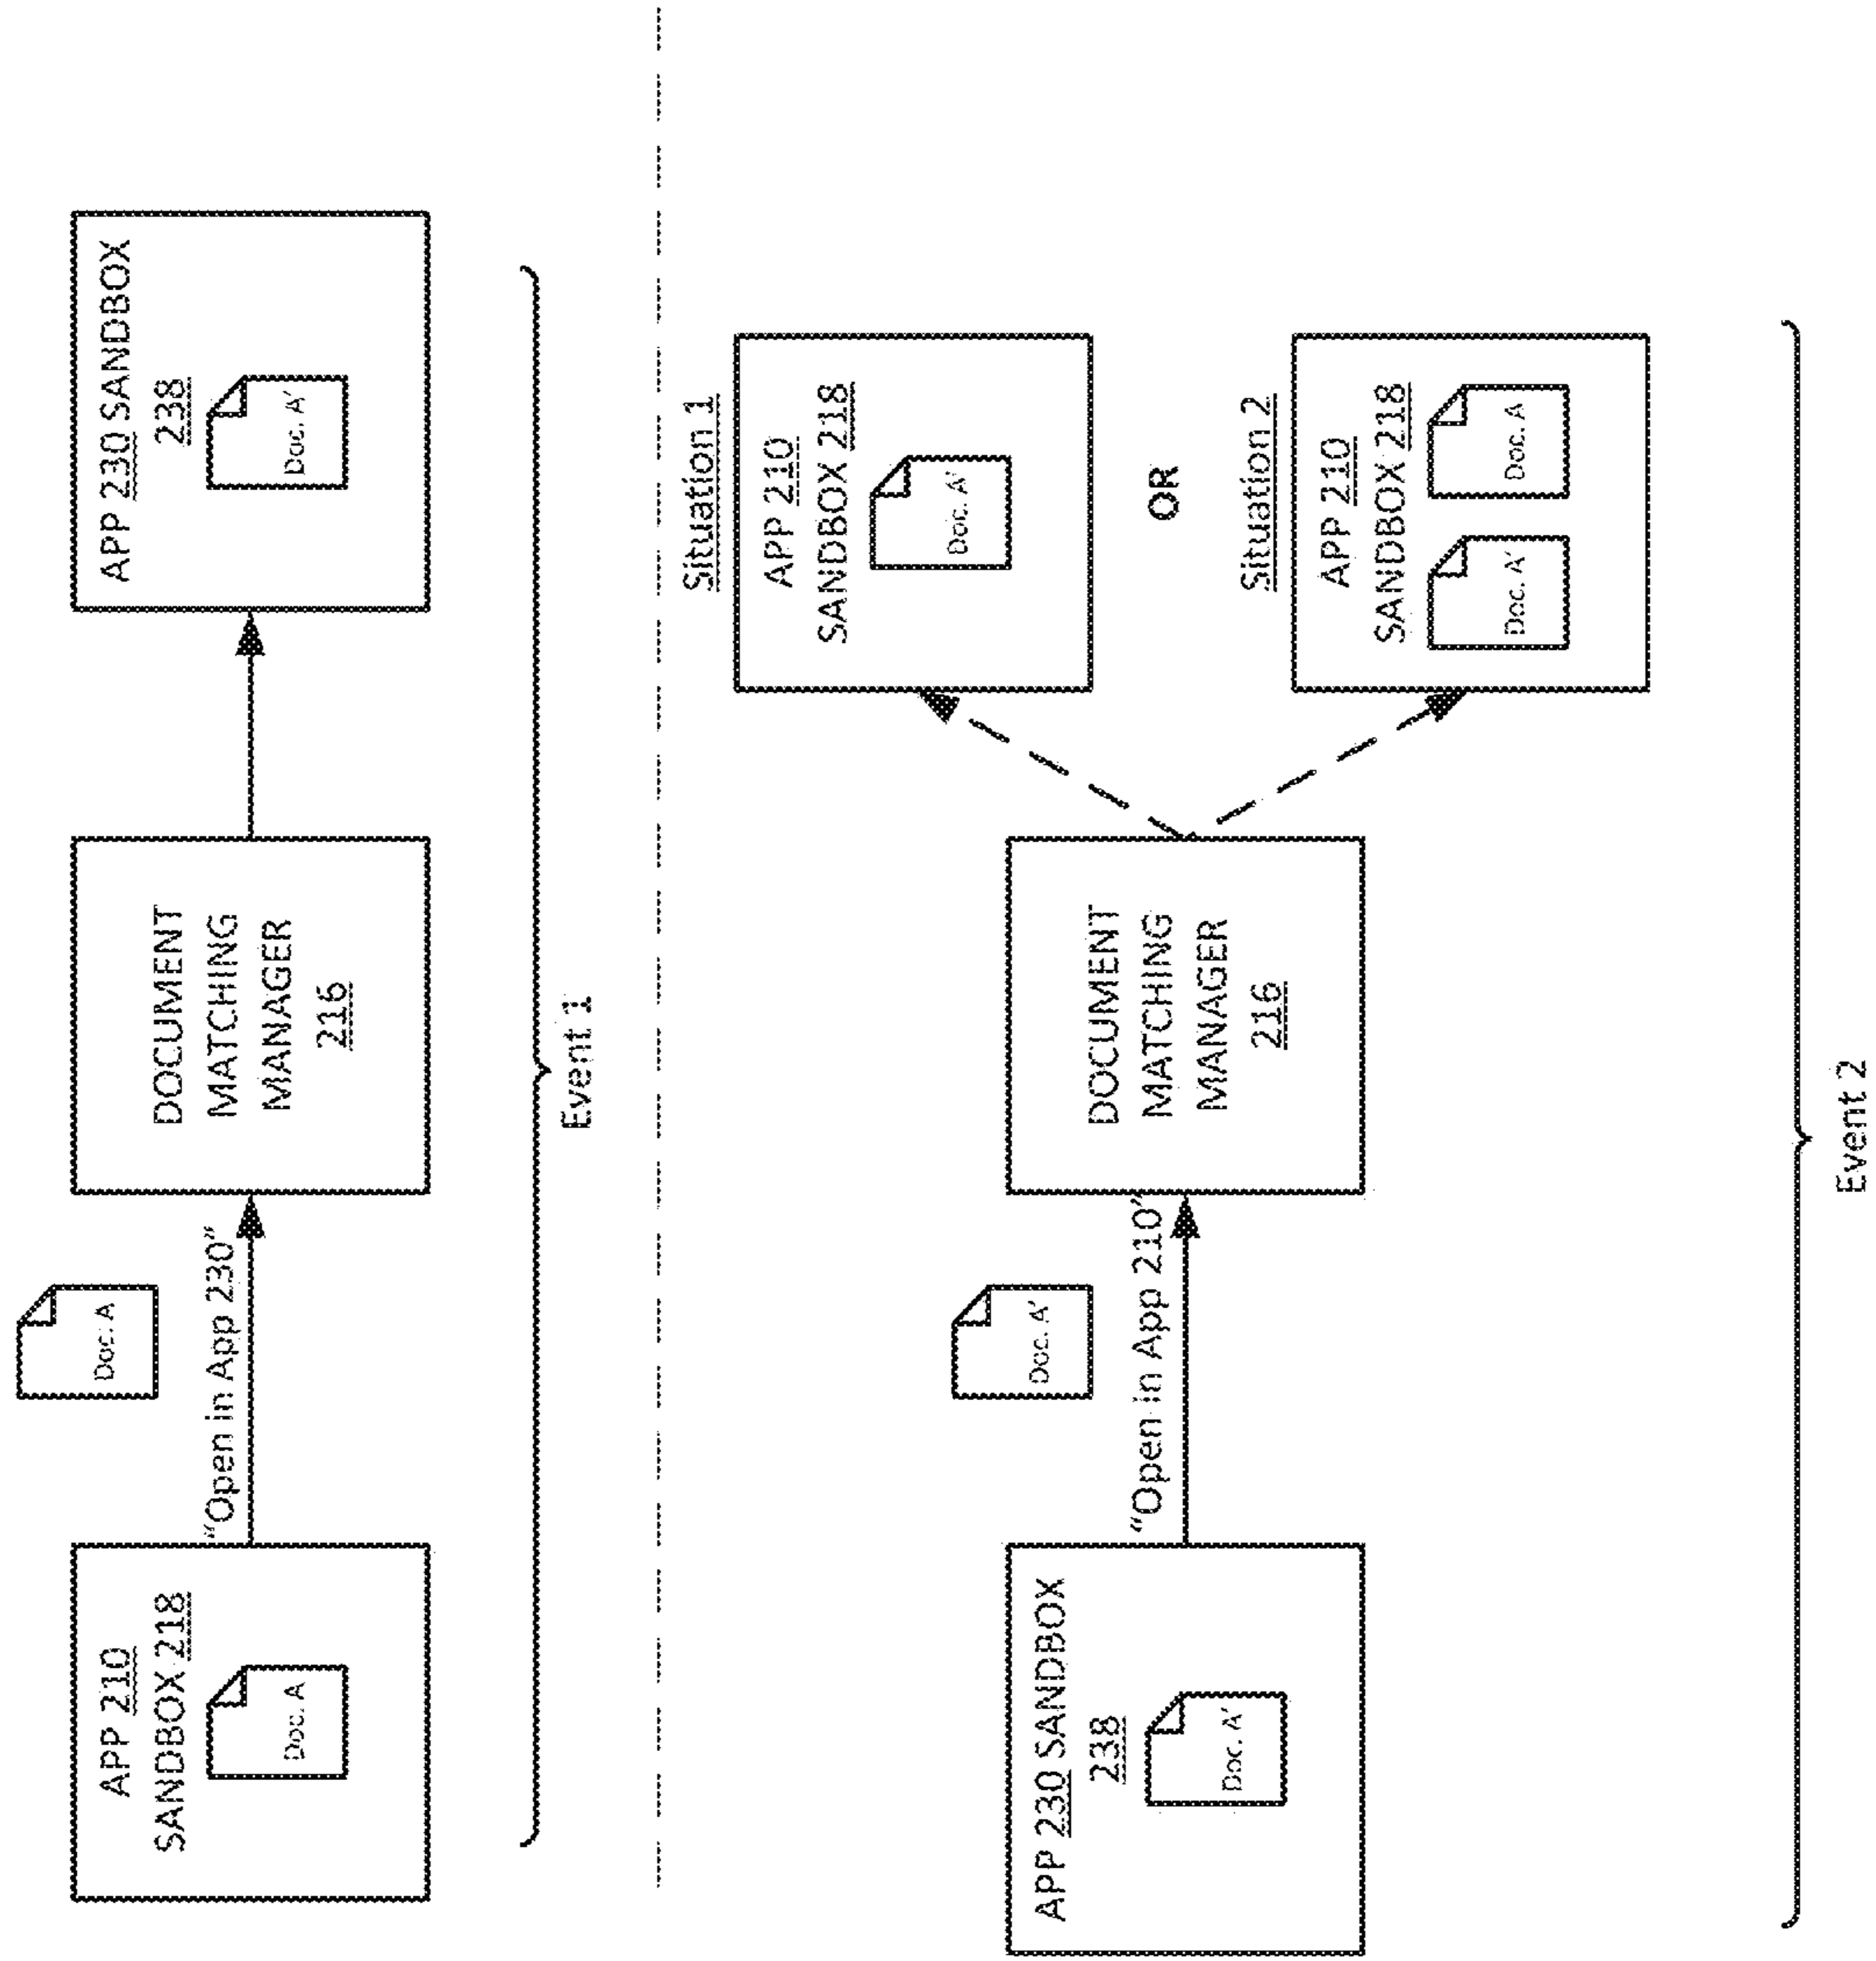 Doc. A
APP 210
SANDBOX 218
Doc. A
“Open in App 230”
DOCUMENT
MATCHING
MANAGER
216
APP 230 SANDBOX
238
Doc. A’
Event 1
Doc. A’
APP 230 SANDBOX
238
Doc. A’
“Open in App 210”
DOCUMENT
MATCHING
MANAGER
216
Situation 1
APP 210
SANDBOX 218
Doc. A’
OR
Situation 2
APP 210
SANDBOX 218
Doc. A’
Doc. A
Event 2